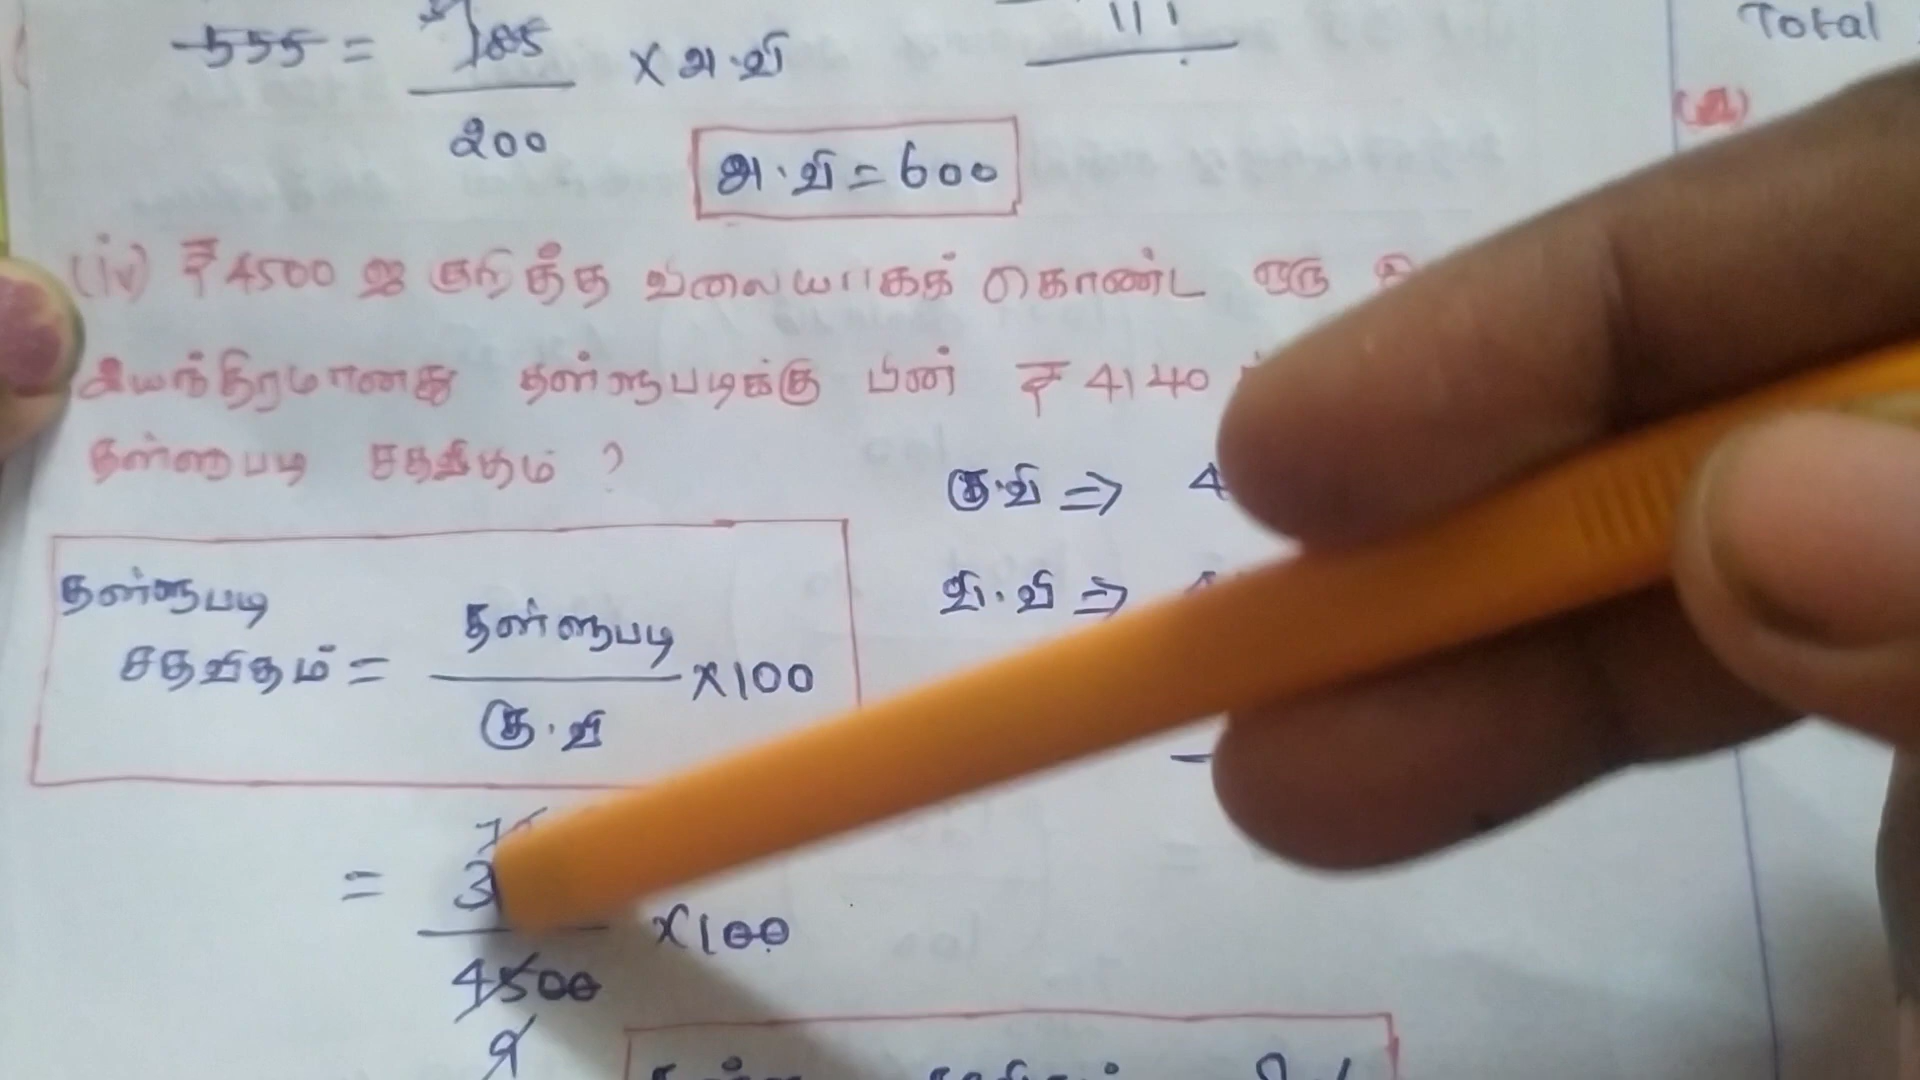 555 = 185 × அ.வி
200
111
Total
அ.வி = 600
(iv) ₹4500 ஐ குறித்த விலையாகக் கொண்ட ஒரு
இயந்திரமானது தள்ளுபடிக்கு பின் ₹4140
தள்ளுபடி சதவிதம் ?
கு.வி ⇒ 4
வி.வி ⇒
தள்ளுபடி
சதவிதம் = தள்ளுபடி ×100
கு.வி
= 3 ×100
4500
9